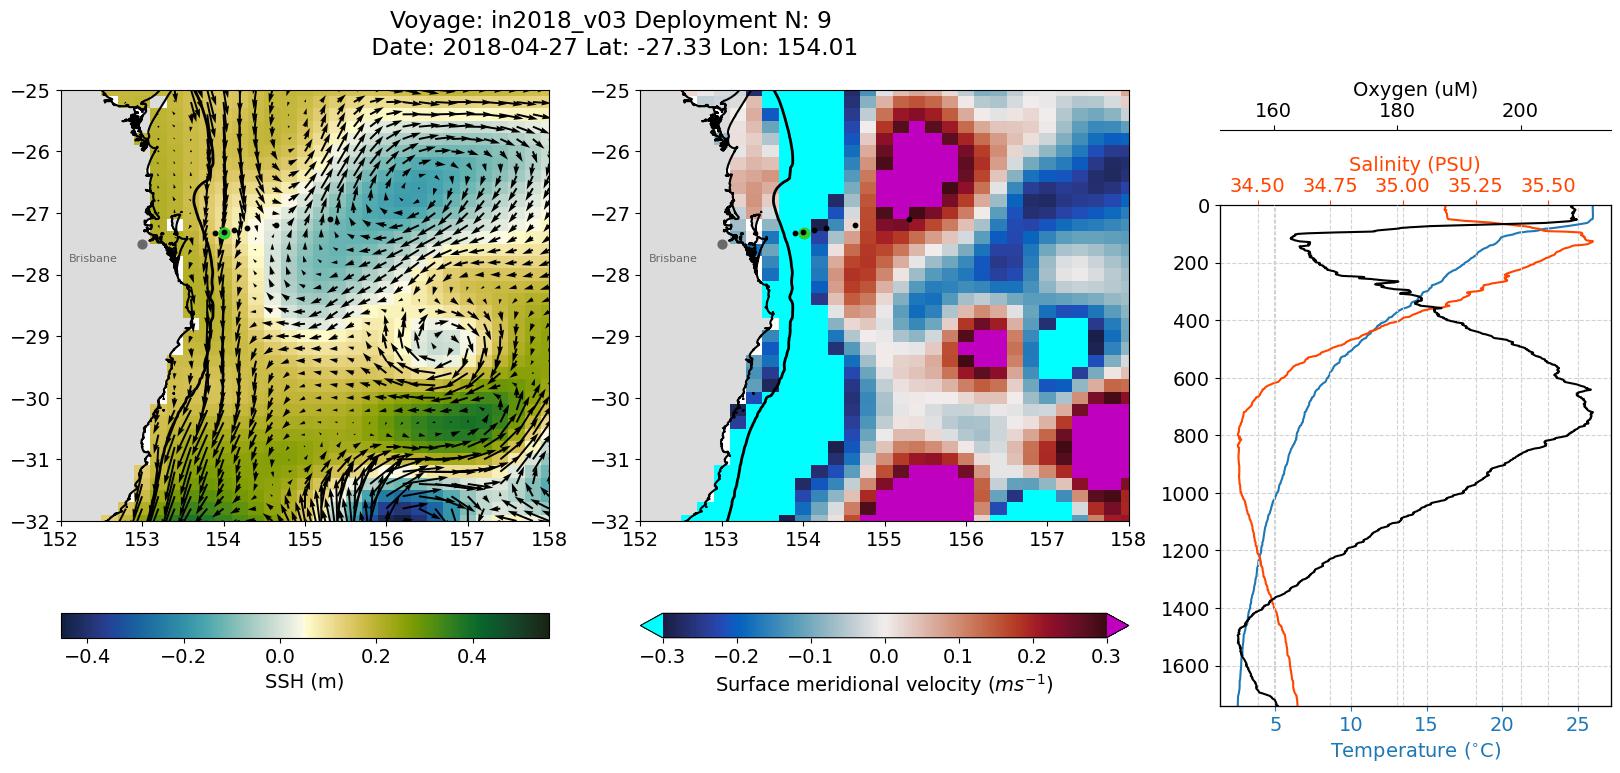 Voyage: in2018_v03 Deployment N: 9
Date: 2018-04-27 Lat: -27.33 Lon: 154.01
−25
−26
−27
−28
−29
−30
−31
−32
152 153 154 155 156 157 158
Brisbane
−0.4 −0.2 0.0 0.2 0.4
SSH (m)
−25
−26
−27
−28
−29
−30
−31
−32
152 153 154 155 156 157 158
Brisbane
−0.3 −0.2 −0.1 0.0 0.1 0.2 0.3
Surface meridional velocity (ms⁻¹)
Oxygen (uM)
160 180 200
Salinity (PSU)
34.50 34.75 35.00 35.25 35.50
0
200
400
600
800
1000
1200
1400
1600
5 10 15 20 25
Temperature (°C)